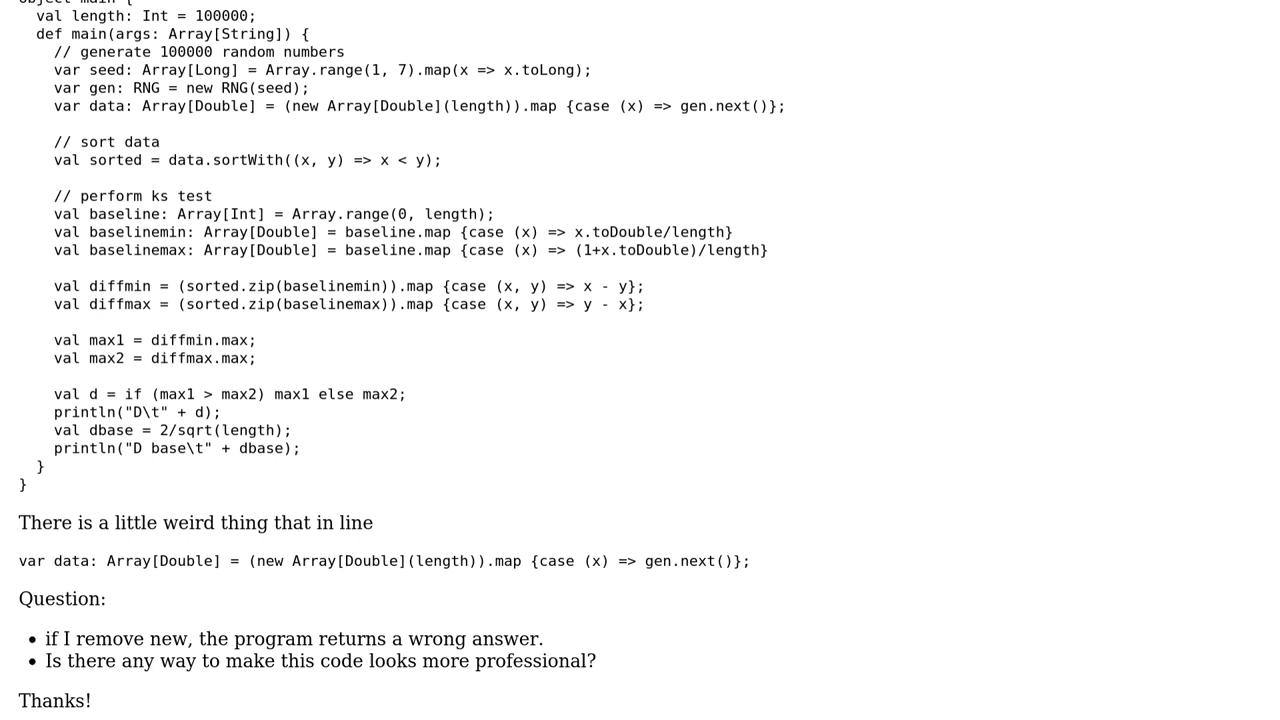 object main {
  val length: Int = 100000;
  def main(args: Array[String]) {
    // generate 100000 random numbers
    var seed: Array[Long] = Array.range(1, 7).map(x => x.toLong);
    var gen: RNG = new RNG(seed);
    var data: Array[Double] = (new Array[Double](length)).map {case (x) => gen.next()};

    // sort data
    val sorted = data.sortWith((x, y) => x < y);

    // perform ks test
    val baseline: Array[Int] = Array.range(0, length);
    val baselinemin: Array[Double] = baseline.map {case (x) => x.toDouble/length}
    val baselinemax: Array[Double] = baseline.map {case (x) => (1+x.toDouble)/length}

    val diffmin = (sorted.zip(baselinemin)).map {case (x, y) => x - y};
    val diffmax = (sorted.zip(baselinemax)).map {case (x, y) => y - x};

    val max1 = diffmin.max;
    val max2 = diffmax.max;

    val d = if (max1 > max2) max1 else max2;
    println("D\t" + d);
    val dbase = 2/sqrt(length);
    println("D base\t" + dbase);
  }
}
There is a little weird thing that in line
var data: Array[Double] = (new Array[Double](length)).map {case (x) => gen.next()};
Question:
• if I remove new, the program returns a wrong answer.
• Is there any way to make this code looks more professional?
Thanks!